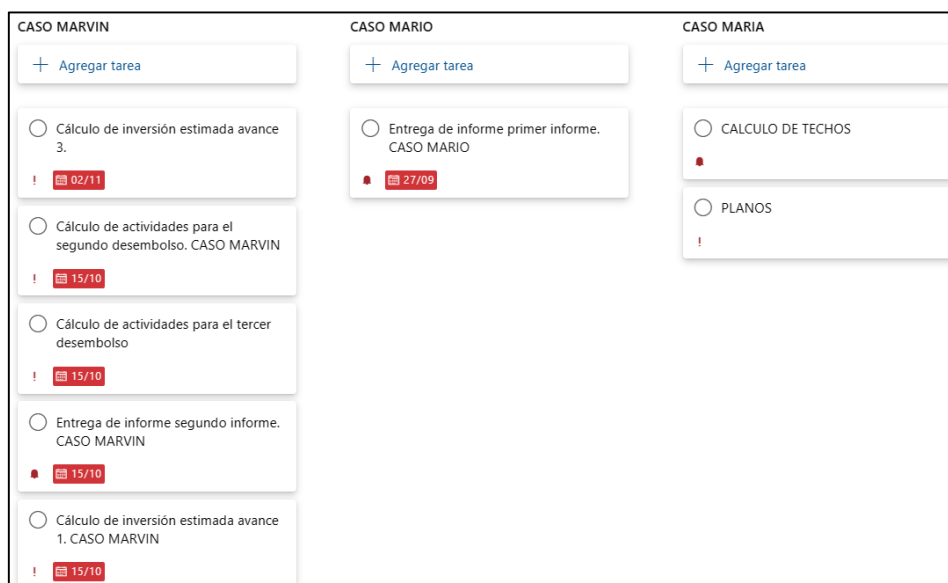 CASO MARVIN
Agregar tarea
Cálculo de inversión estimada avance
3.
! 02/11
Cálculo de actividades para el
segundo desembolso. CASO MARVIN
! 15/10
Cálculo de actividades para el tercer
desembolso
! 15/10
Entrega de informe segundo informe.
CASO MARVIN
15/10
Cálculo de inversión estimada avance
1. CASO MARVIN
! 15/10
CASO MARIO
Agregar tarea
Entrega de informe primer informe.
CASO MARIO
27/09
CASO MARIA
Agregar tarea
CALCULO DE TECHOS
PLANOS
!